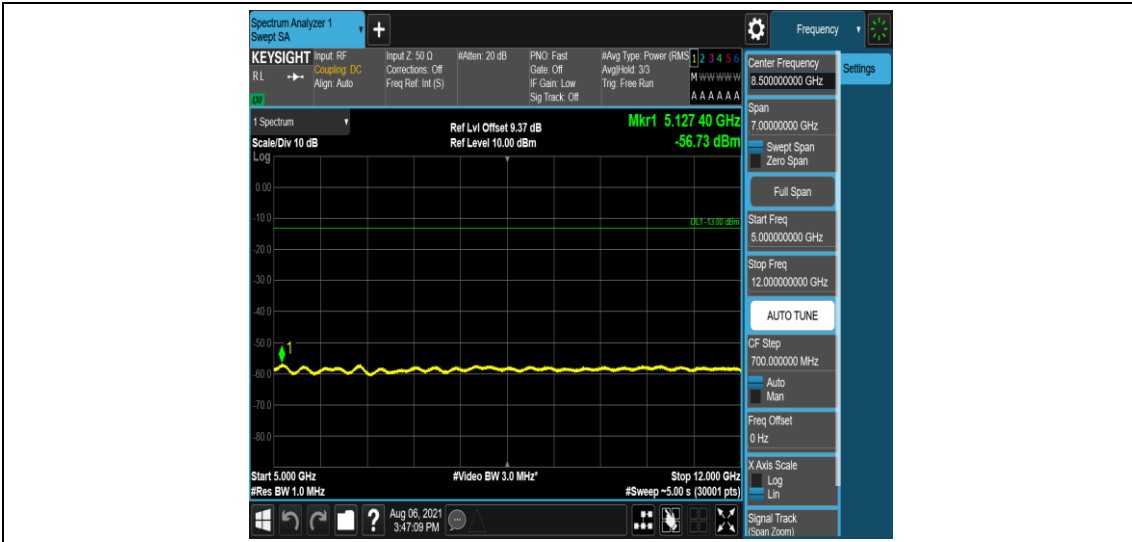 Spectrum Analyzer 1
Swept SA
+
Frequency
KEYSIGHT
RL
Input: RF
Coupling: DC
Align: Auto
Input Z: 50 Ω
Corrections: Off
Freq Ref: Int (S)
#Atten: 20 dB
PNO: Fast
Gate: Off
IF Gain: Low
Sig Track: Off
#Avg Type: Power (RMS
Avg|Hold: 3/3
Trig: Free Run
1 2 3 4 5 6
M W W W W W
A A A A A A
1 Spectrum
Scale/Div 10 dB
Log
Ref Lvl Offset 9.37 dB
Ref Level 10.00 dBm
Mkr1 5.127 40 GHz
-56.73 dBm
0.00
-10.0
DL1 -13.00 dBm
-20.0
-30.0
-40.0
-50.0
1
-60.0
-70.0
-80.0
Start 5.000 GHz
#Res BW 1.0 MHz
#Video BW 3.0 MHz*
Stop 12.000 GHz
#Sweep ~5.00 s (30001 pts)
?
Aug 06, 2021
3:47:09 PM
Center Frequency
8.500000000 GHz
Settings
Span
7.00000000 GHz
Swept Span
Zero Span
Full Span
Start Freq
5.000000000 GHz
Stop Freq
12.000000000 GHz
AUTO TUNE
CF Step
700.000000 MHz
Auto
Man
Freq Offset
0 Hz
X Axis Scale
Log
Lin
Signal Track
(Span Zoom)